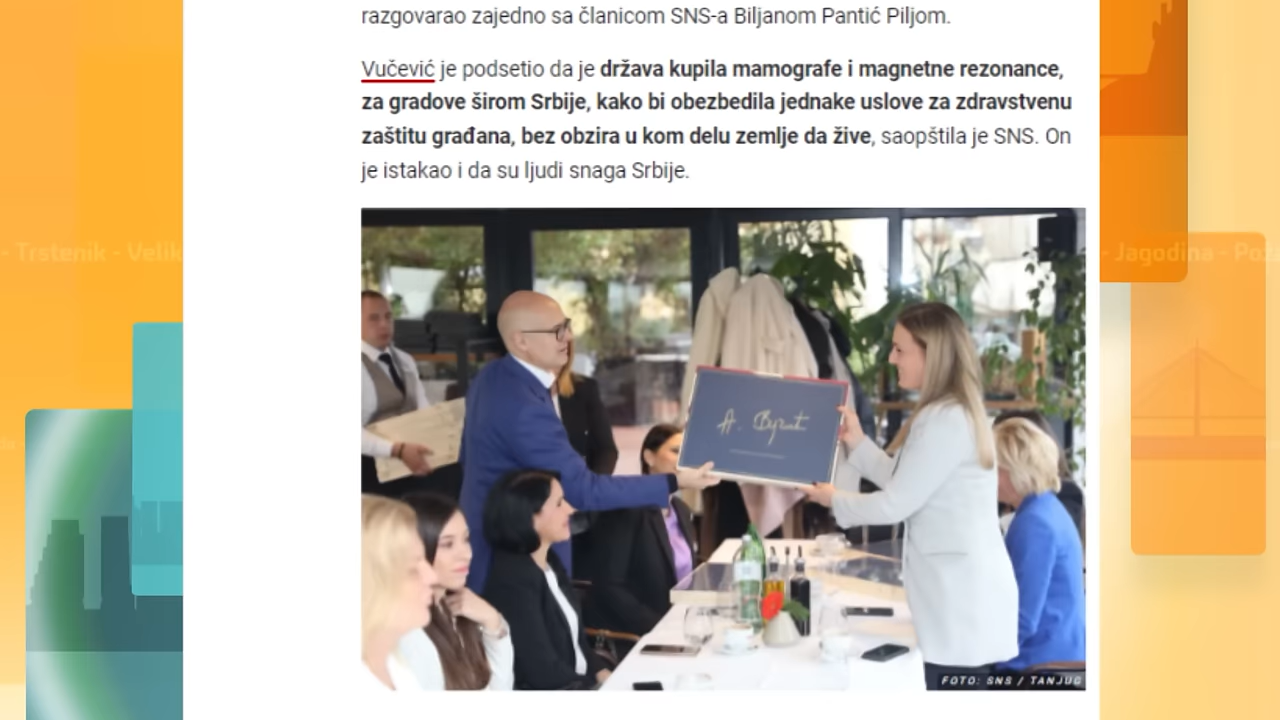 razgovarao zajedno sa članicom SNS-a Biljanom Pantić Piljom.
Vučević je podsetio da je država kupila mamografe i magnetne rezonance,
za gradove širom Srbije, kako bi obezbedila jednake uslove za zdravstvenu
zaštitu građana, bez obzira u kom delu zemlje da žive, saopštila je SNS. On
je istakao i da su ljudi snaga Srbije.
- Trstenik - Velik
- Jagodina - Poža
FOTO: SNS / TANJUG